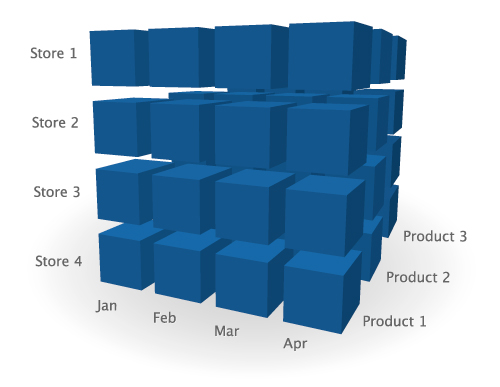 Store 1
Store 2
Store 3
Store 4
Jan
Feb
Mar
Apr
Product 1
Product 2
Product 3